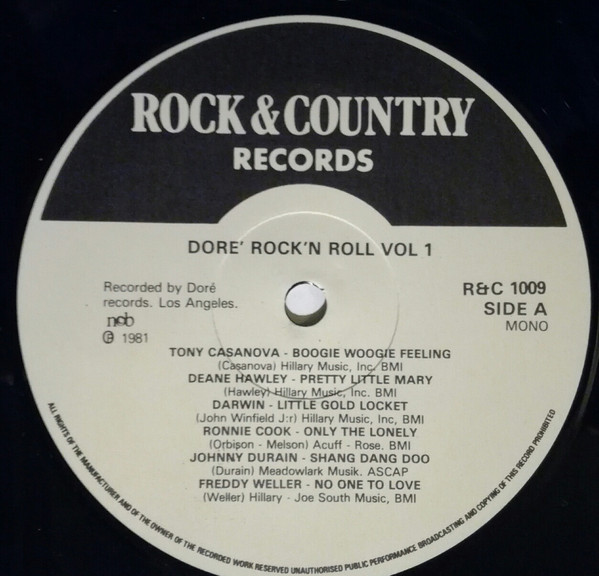 ROCK & COUNTRY
RECORDS
DORE' ROCK'N ROLL VOL 1
Recorded by Doré
records. Los Angeles.
ncb
Ⓟ 1981
R&C 1009
SIDE A
MONO
TONY CASANOVA - BOOGIE WOOGIE FEELING
(Casanova) Hillary Music, Inc. BMI
DEANE HAWLEY - PRETTY LITTLE MARY
(Hawley) Hillary Music, Inc. BMI
DARWIN - LITTLE GOLD LOCKET
(John Winfield J:r) Hillary Music, Inc, BMI
RONNIE COOK - ONLY THE LONELY
(Orbison - Melson) Acuff - Rose. BMI
JOHNNY DURAIN - SHANG DANG DOO
(Durain) Meadowlark Musik. ASCAP
FREDDY WELLER - NO ONE TO LOVE
(Weller) Hillary - Joe South Music, BMI
ALL RIGHTS OF THE MANUFACTURER AND OF THE OWNER OF THE RECORDED WORK RESERVED UNAUTHORISED PUBLIC PERFORMANCE BROADCASTING AND COPYING OF THIS RECORD PROHIBITED